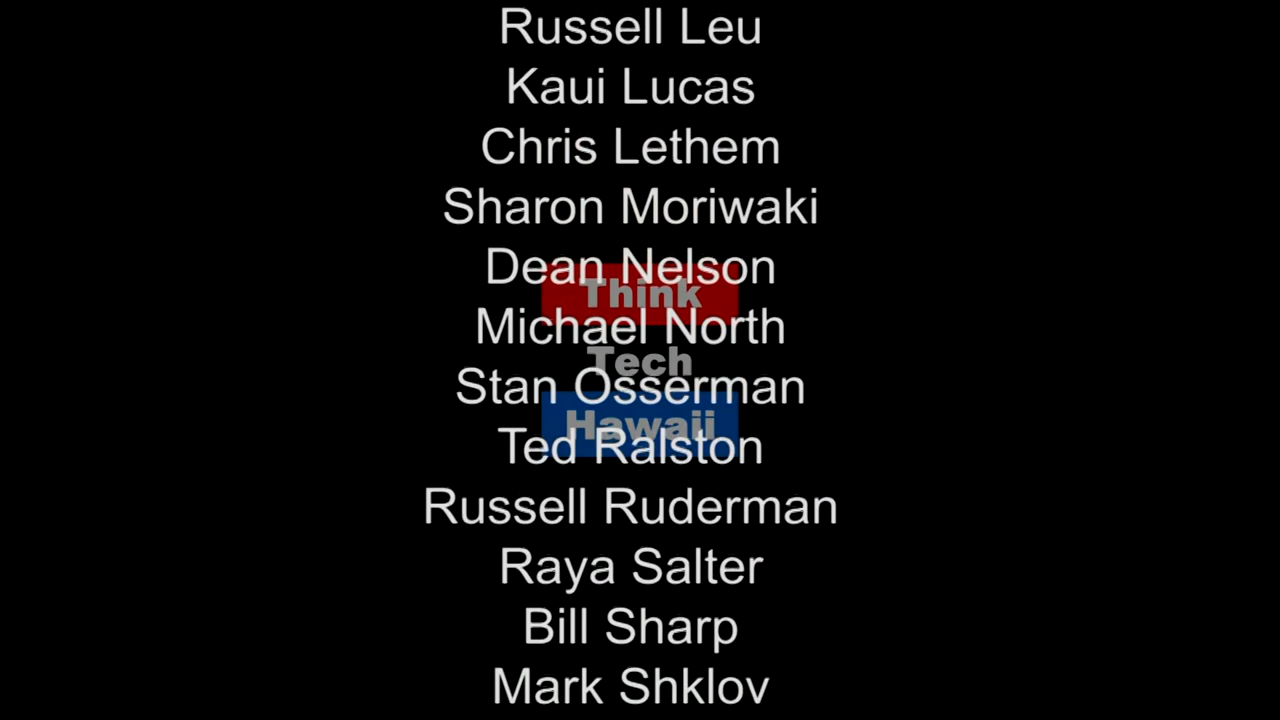 Russell Leu
Kaui Lucas
Chris Lethem
Sharon Moriwaki
Dean Nelson
Think
Michael North
Tech
Stan Osserman
Hawaii
Ted Ralston
Russell Ruderman
Raya Salter
Bill Sharp
Mark Shklov